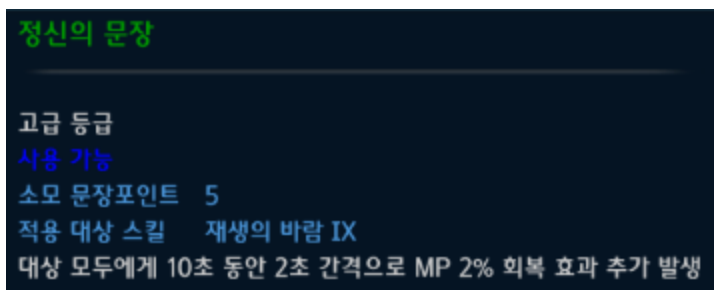 정신의 문장
고급 등급
사용 가능
소모 문장포인트 5
적용 대상 스킬 재생의 바람 IX
대상 모두에게 10초 동안 2초 간격으로 MP 2% 회복 효과 추가 발생